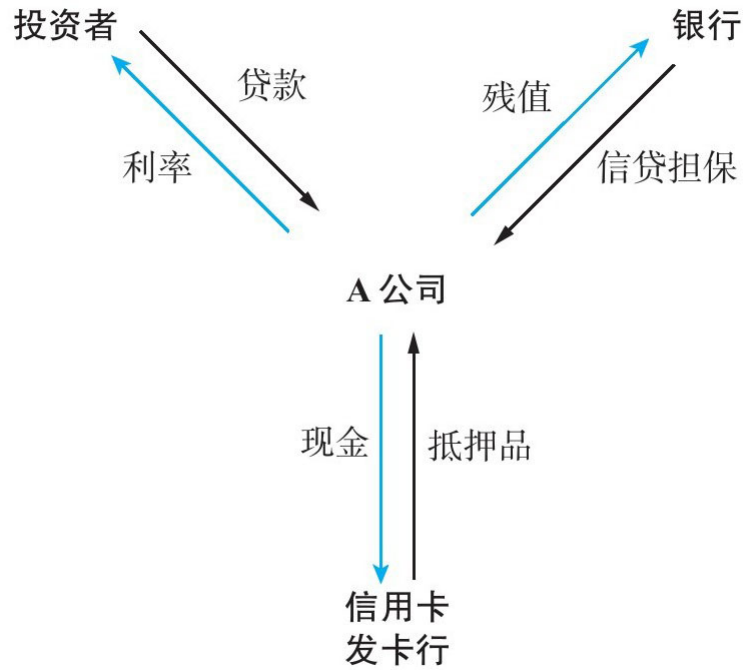 投资者
银行
贷款
残值
利率
信贷担保
A 公司
现金
抵押品
信用卡
发卡行